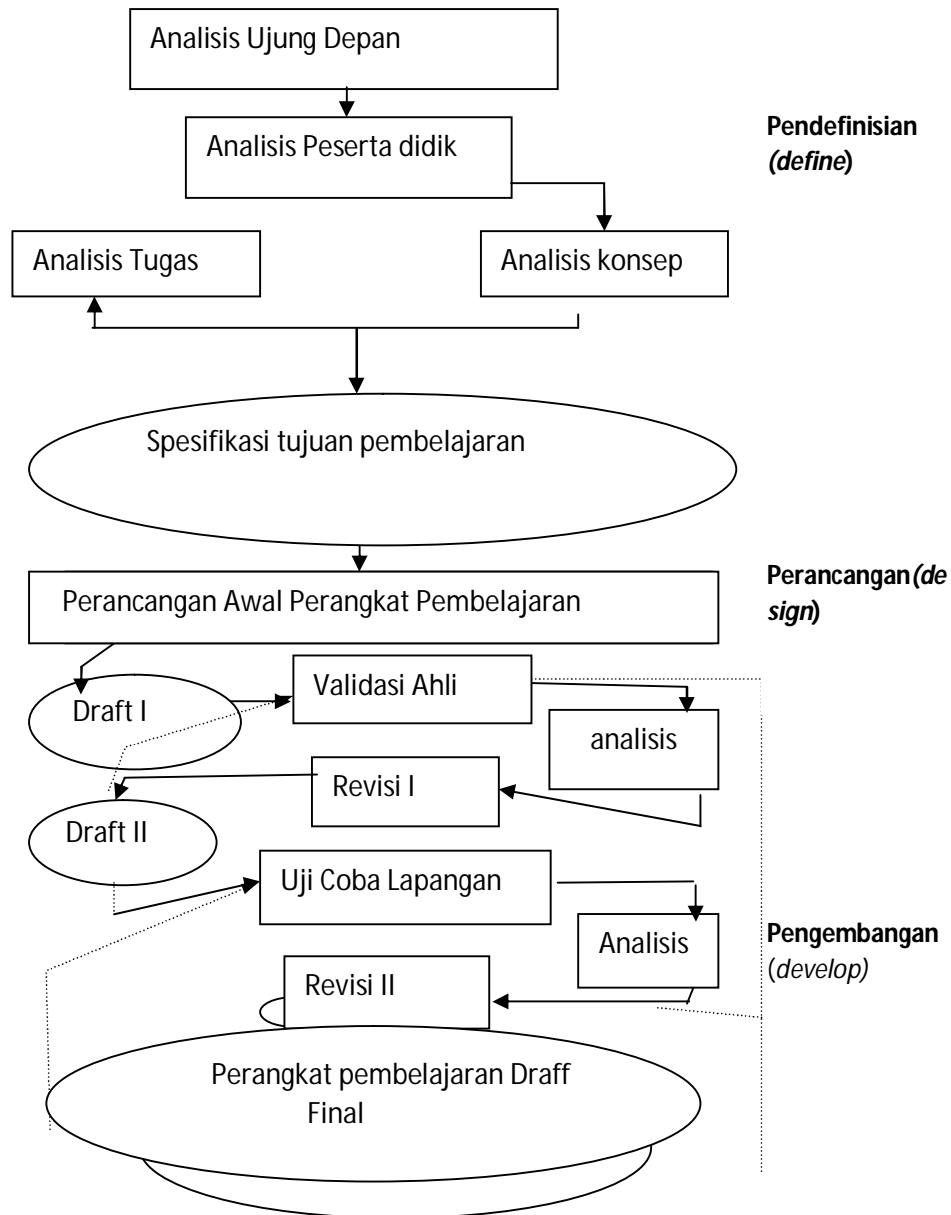 Analisis Ujung Depan
Analisis Peserta didik
Pendefinisian
(define)
Analisis Tugas
Analisis konsep
Spesifikasi tujuan pembelajaran
Perancangan Awal Perangkat Pembelajaran
Perancangan(de
sign)
Draft I
Validasi Ahli
analisis
Revisi I
Draft II
Uji Coba Lapangan
Analisis
Pengembangan
(develop)
Revisi II
Perangkat pembelajaran Draff
Final